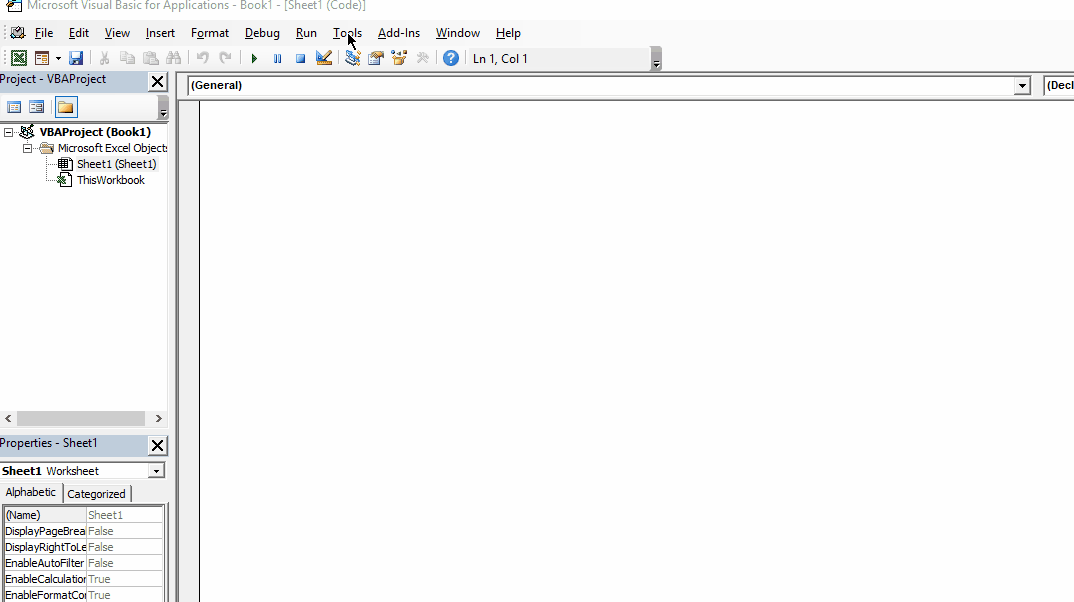 Microsoft Visual Basic for Applications - Book1 - [Sheet1 (Code)]
File Edit View Insert Format Debug Run Tools Add-Ins Window Help
Ln 1, Col 1
Project - VBAProject
(General)
(Decl
VBAProject (Book1)
Microsoft Excel Objects
Sheet1 (Sheet1)
ThisWorkbook
Properties - Sheet1
Sheet1 Worksheet
Alphabetic Categorized
(Name) Sheet1
DisplayPageBrea False
DisplayRightToLe False
EnableAutoFilter False
EnableCalculation True
EnableFormatCon True